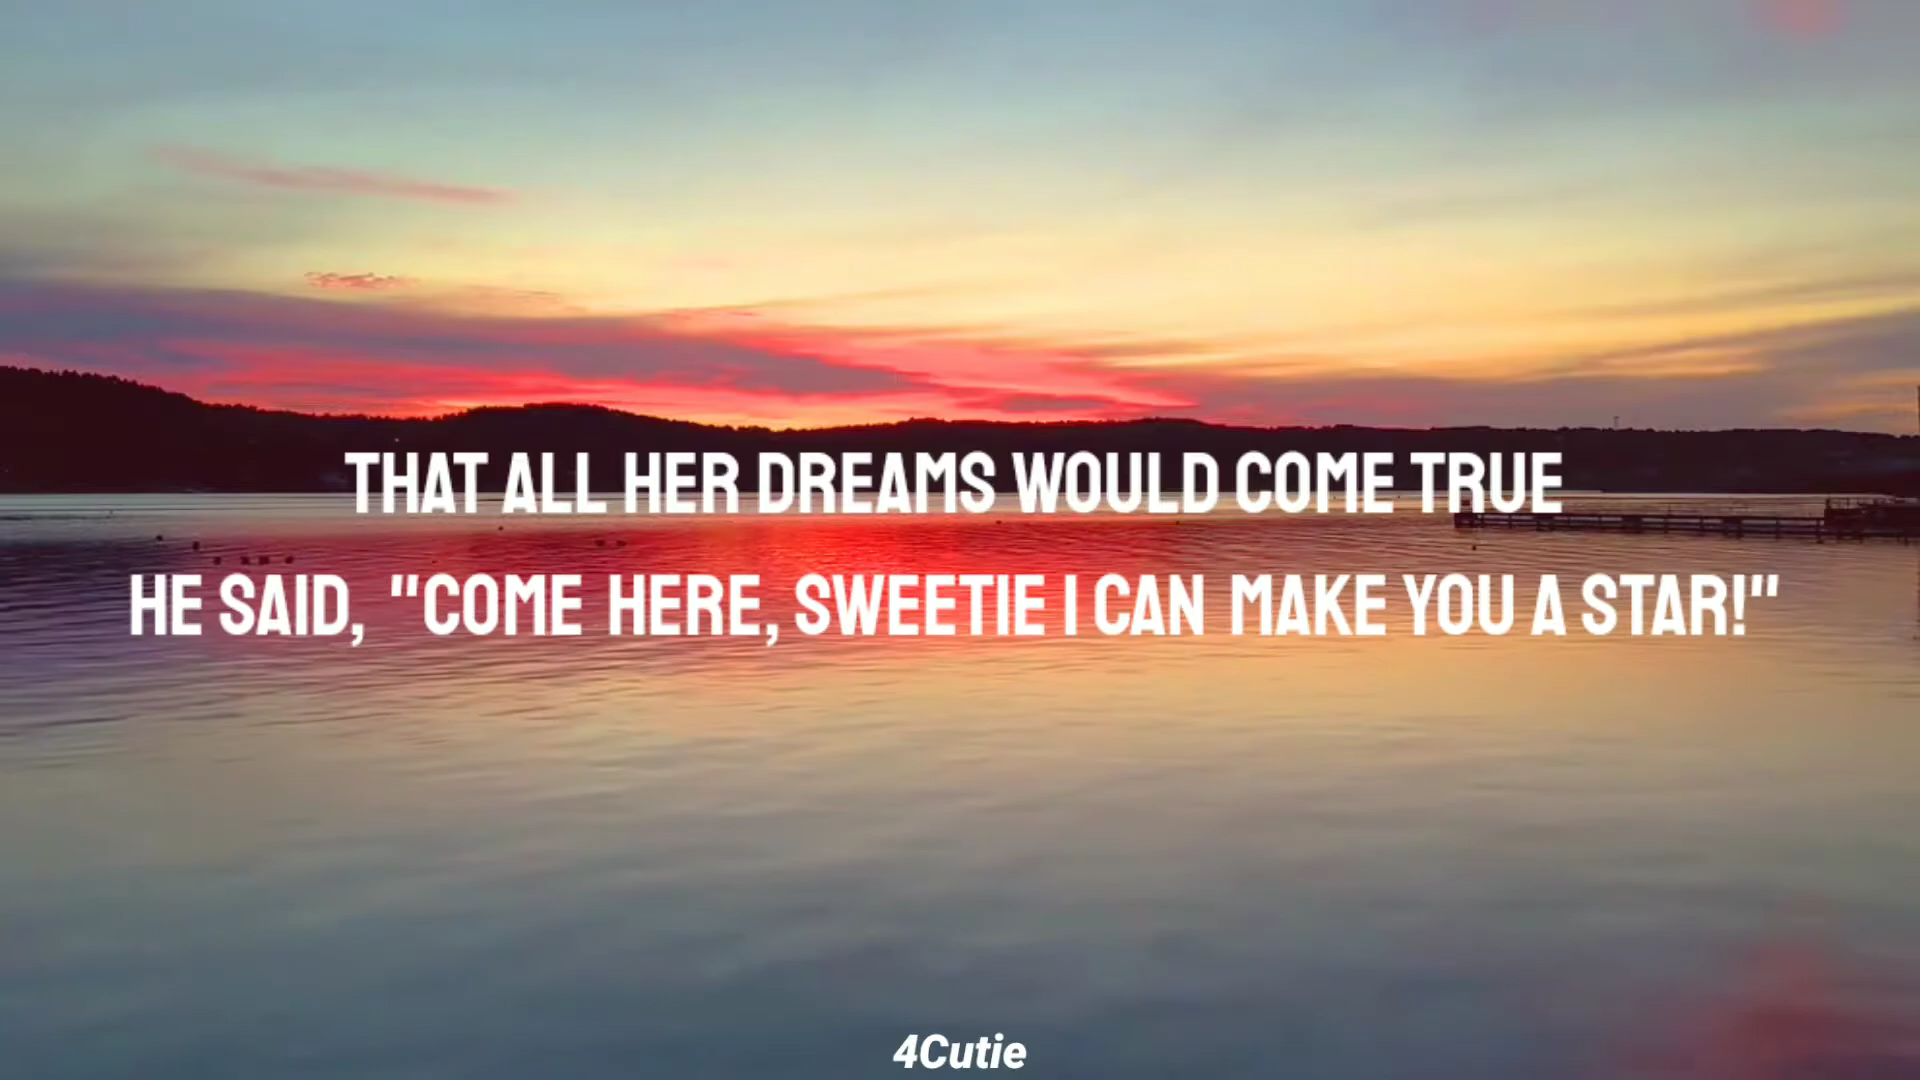 THAT ALL HER DREAMS WOULD COME TRUE
HE SAID, "COME HERE, SWEETIE I CAN MAKE YOU A STAR!"
4Cutie